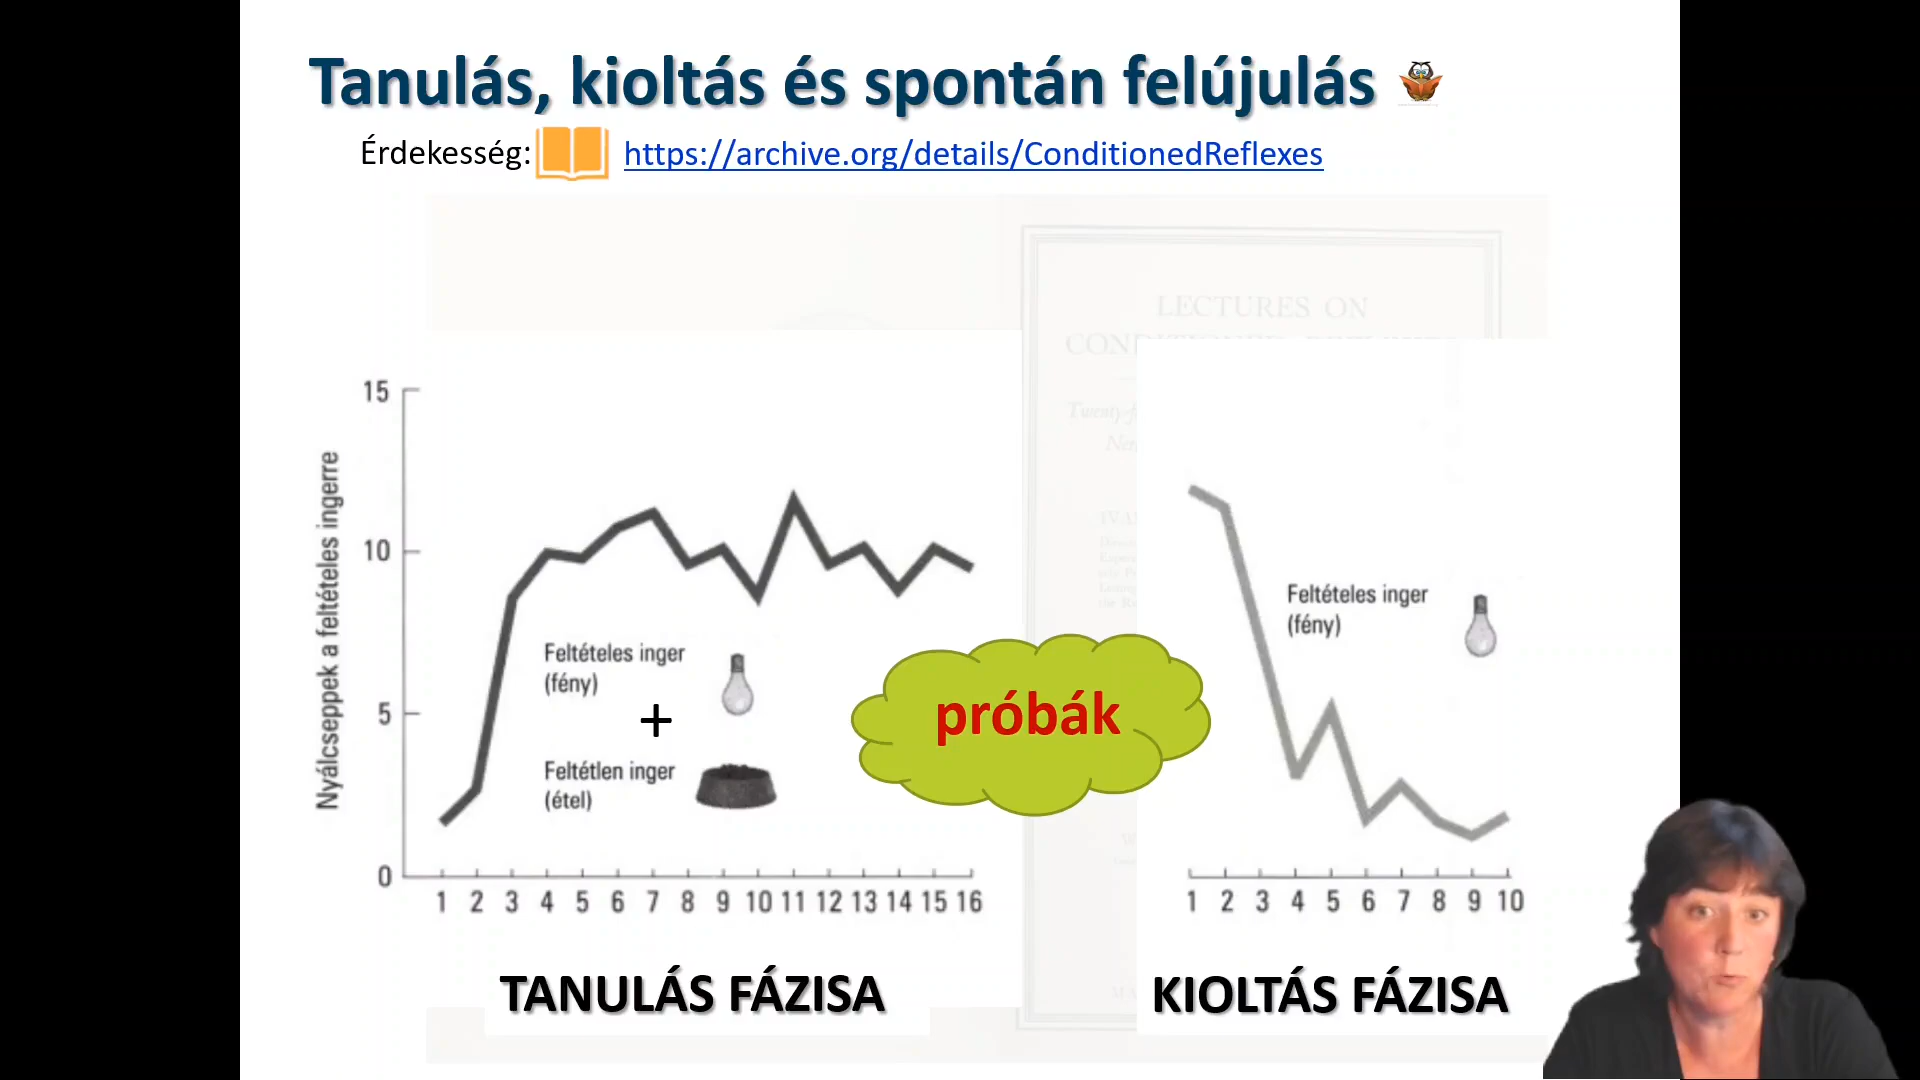 Tanulás, kioltás és spontán felújulás
Érdekesség:
https://archive.org/details/ConditionedReflexes
LECTURES ON
Nyálcseppek a feltételes ingerre
15
10
5
0
Feltételes inger
(fény)
+
Feltétlen inger
(étel)
1 2 3 4 5 6 7 8 9 10 11 12 13 14 15 16
TANULÁS FÁZISA
próbák
Feltételes inger
(fény)
1 2 3 4 5 6 7 8 9 10
KIOLTÁS FÁZISA